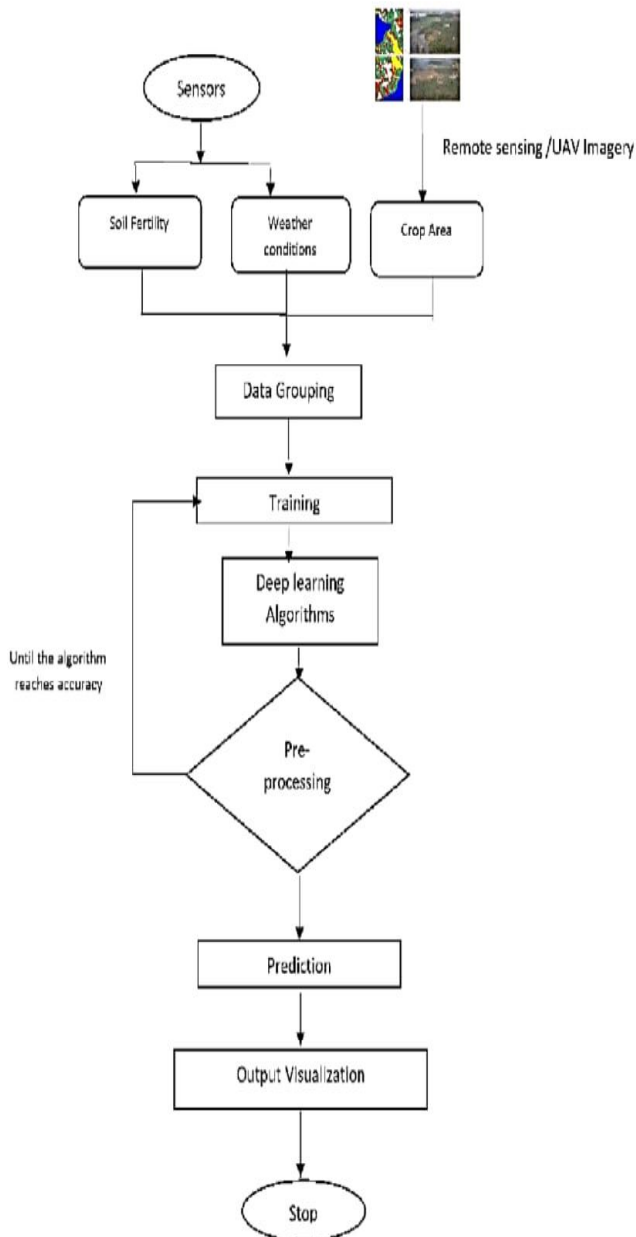 Sensors
Remote sensing /UAV Imagery
Soil Fertility
Weather
conditions
Crop Area
Data Grouping
Training
Deep learning
Algorithms
Until the algorithm
reaches accuracy
Pre-
processing
Prediction
Output Visualization
Stop